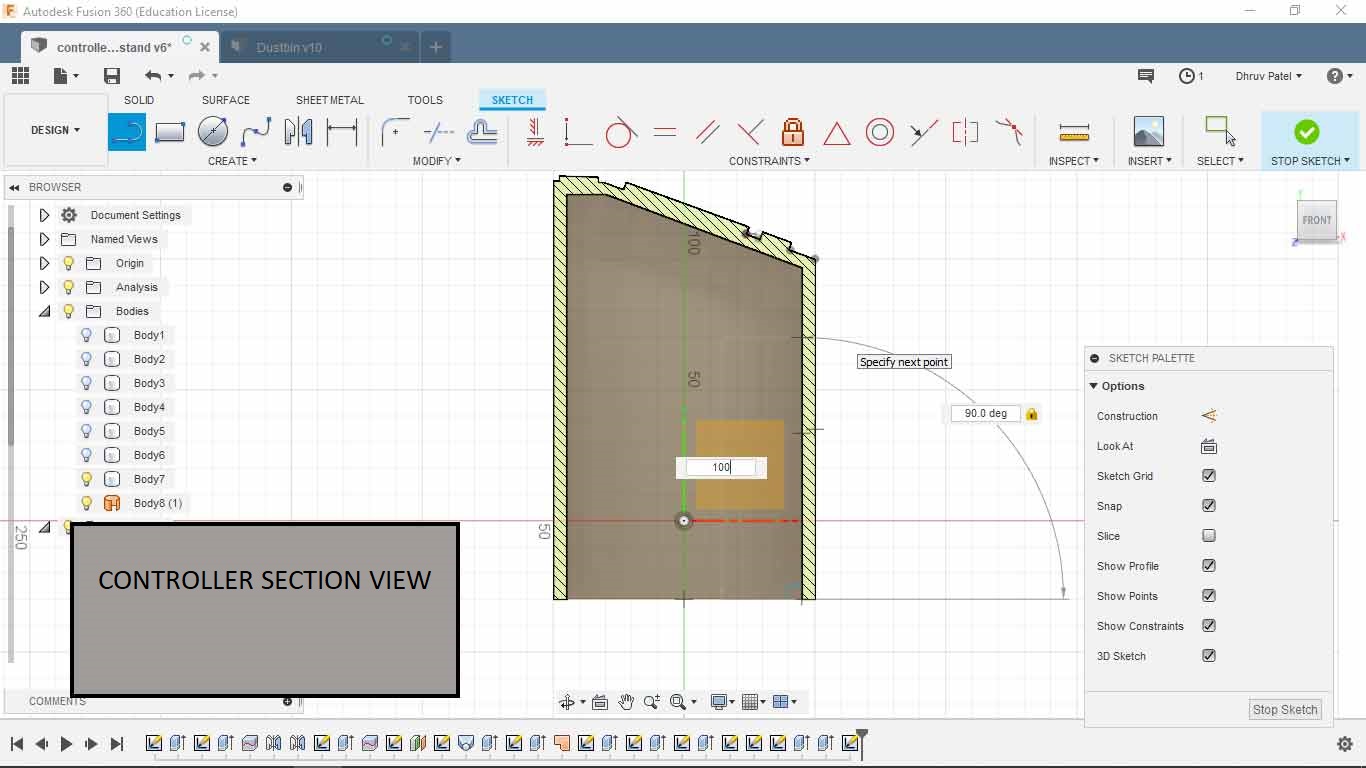 Autodesk Fusion 360 (Education License)
controlle...stand v6*
Dustbin v10
1
Dhruv Patel
SOLID
SURFACE
SHEET METAL
TOOLS
SKETCH
DESIGN
CREATE
MODIFY
CONSTRAINTS
INSPECT
INSERT
SELECT
STOP SKETCH
BROWSER
Document Settings
Named Views
Origin
Analysis
Bodies
Body1
Body2
Body3
Body4
Body5
Body6
Body7
Body8 (1)
FRONT
Y
Z
X
100
50
Specify next point
90.0 deg
100
50
250
CONTROLLER SECTION VIEW
SKETCH PALETTE
Options
Construction
Look At
Sketch Grid
Snap
Slice
Show Profile
Show Points
Show Constraints
3D Sketch
Stop Sketch
COMMENTS